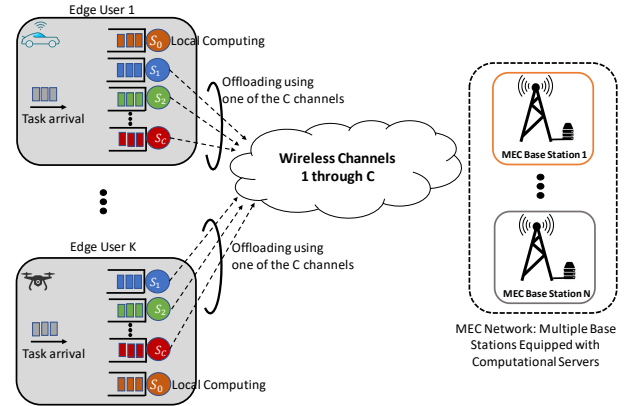 Edge User 1
S0 Local Computing
S1
S2
SC
Task arrival
Offloading using
one of the C channels
Wireless Channels
1 through C
MEC Base Station 1
MEC Base Station N
MEC Network: Multiple Base
Stations Equipped with
Computational Servers
Edge User K
S1
S2
SC
S0 Local Computing
Task arrival
Offloading using
one of the C channels